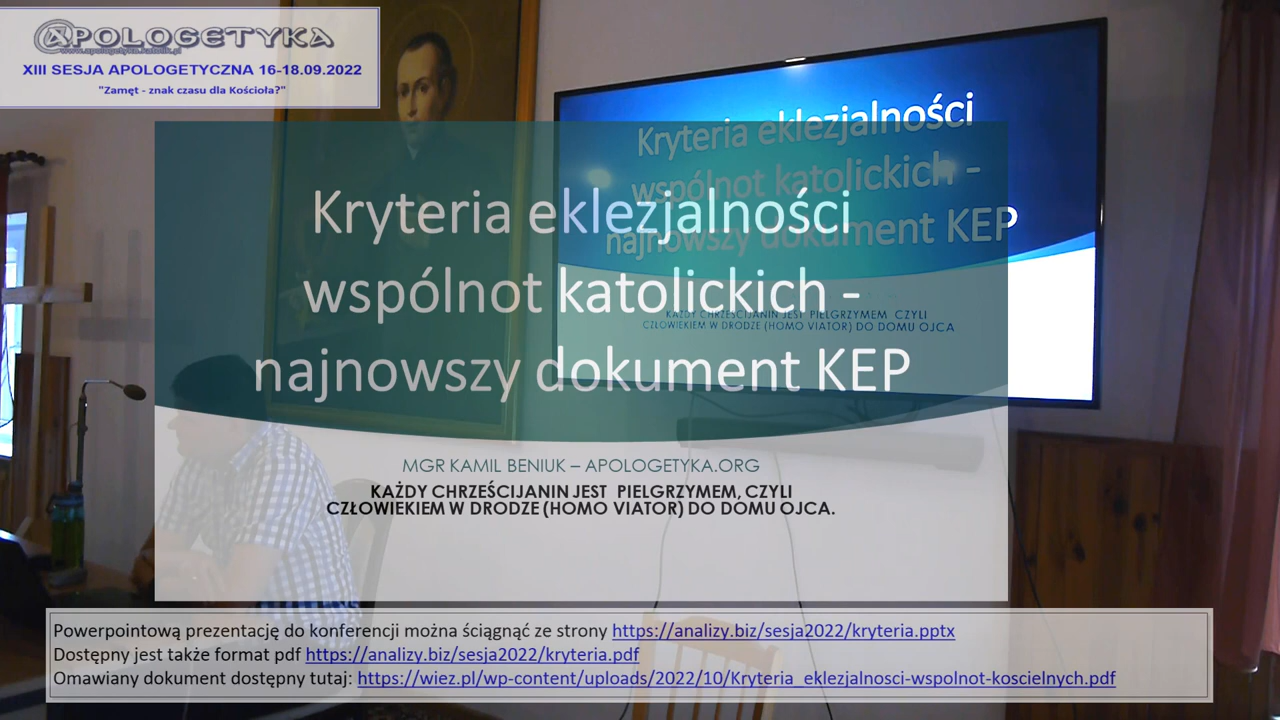 @POLOGETYKA
www.apologetyka.katolik.pl
XIII SESJA APOLOGETYCZNA 16-18.09.2022
"Zamęt - znak czasu dla Kościoła?"
Kryteria eklezjalności
wspólnot katolickich -
najnowszy dokument KEP
KAŻDY CHRZEŚCIJANIN JEST PIELGRZYMEM CZYLI
CZŁOWIEKIEM W DRODZE (HOMO VIATOR) DO DOMU OJCA
Kryteria eklezjalności
wspólnot katolickich -
najnowszy dokument KEP
MGR KAMIL BENIUK – APOLOGETYKA.ORG
KAŻDY CHRZEŚCIJANIN JEST PIELGRZYMEM, CZYLI
CZŁOWIEKIEM W DRODZE (HOMO VIATOR) DO DOMU OJCA.
Powerpointową prezentację do konferencji można ściągnąć ze strony https://analizy.biz/sesja2022/kryteria.pptx
Dostępny jest także format pdf https://analizy.biz/sesja2022/kryteria.pdf
Omawiany dokument dostępny tutaj: https://wiez.pl/wp-content/uploads/2022/10/Kryteria_eklezjalnosci-wspolnot-koscielnych.pdf